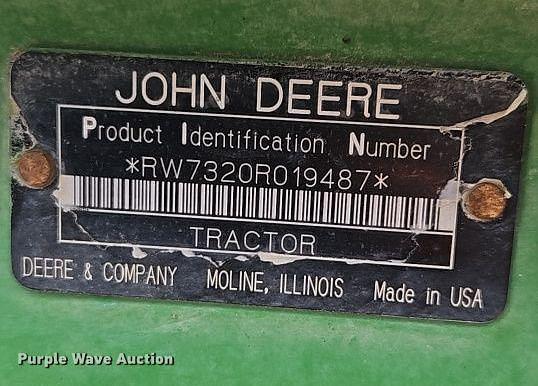 JOHN DEERE
Product Identification Number
*RW7320R019487*
TRACTOR
DEERE & COMPANY MOLINE, ILLINOIS Made in USA
Purple Wave Auction